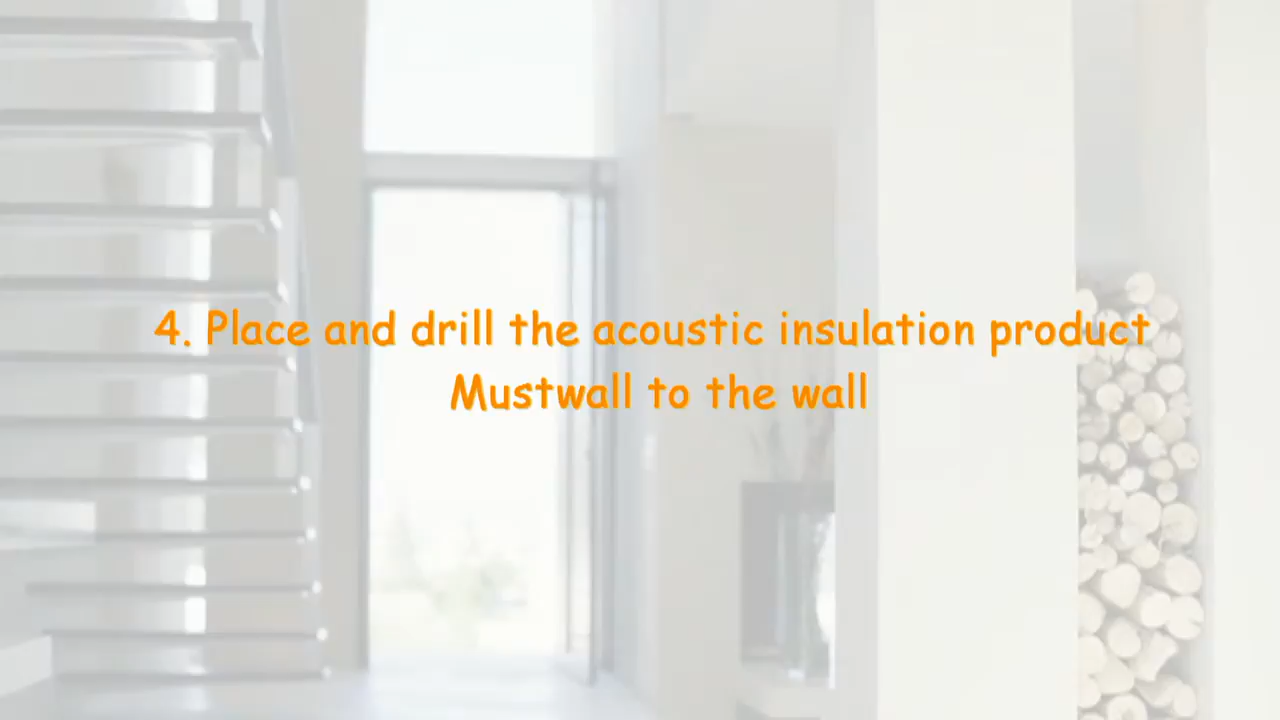 4. Place and drill the acoustic insulation product
Mustwall to the wall